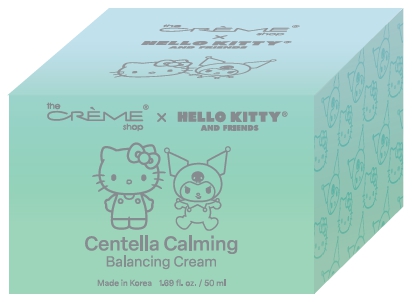 the
CRÈME®
shop
×
HELLO KITTY®
AND FRIENDS
the
CRÈME®
shop
× HELLO KITTY®
AND FRIENDS
Centella Calming
Balancing Cream
Made in Korea 1.69 fl. oz. / 50 ml